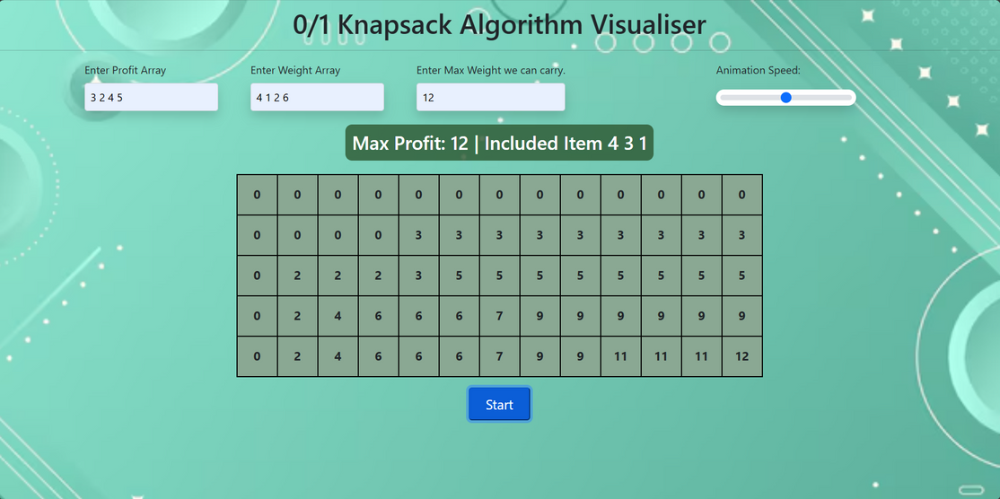 0/1 Knapsack Algorithm Visualiser
Enter Profit Array Enter Weight Array Enter Max Weight we can carry. Animation Speed:
3 2 4 5 4 1 2 6 12
Max Profit: 12 | Included Item 4 3 1
0 0 0 0 0 0 0 0 0 0 0 0 0
0 0 0 0 3 3 3 3 3 3 3 3 3
0 2 2 2 3 5 5 5 5 5 5 5 5
0 2 4 6 6 6 7 9 9 9 9 9 9
0 2 4 6 6 6 7 9 9 11 11 11 12
Start